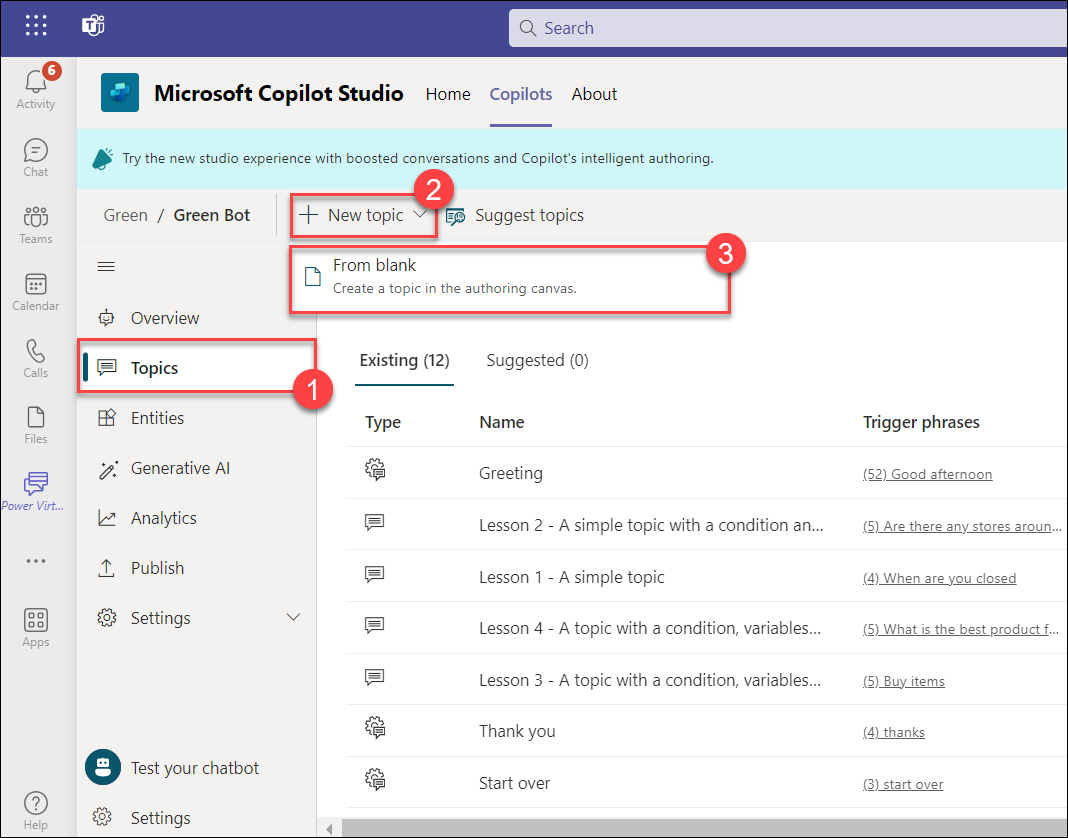 Search
6
Activity
Chat
Teams
Calendar
Calls
Files
Power Virt...
Apps
Help
Microsoft Copilot Studio
Home
Copilots
About
Try the new studio experience with boosted conversations and Copilot's intelligent authoring.
Green / Green Bot
New topic
2
Suggest topics
From blank
Create a topic in the authoring canvas.
3
Overview
Topics
1
Entities
Generative AI
Analytics
Publish
Settings
Test your chatbot
Settings
Existing (12)
Suggested (0)
Type Name Trigger phrases
Greeting (52) Good afternoon
Lesson 2 - A simple topic with a condition an... (5) Are there any stores aroun...
Lesson 1 - A simple topic (4) When are you closed
Lesson 4 - A topic with a condition, variables... (5) What is the best product f...
Lesson 3 - A topic with a condition, variables... (5) Buy items
Thank you (4) thanks
Start over (3) start over